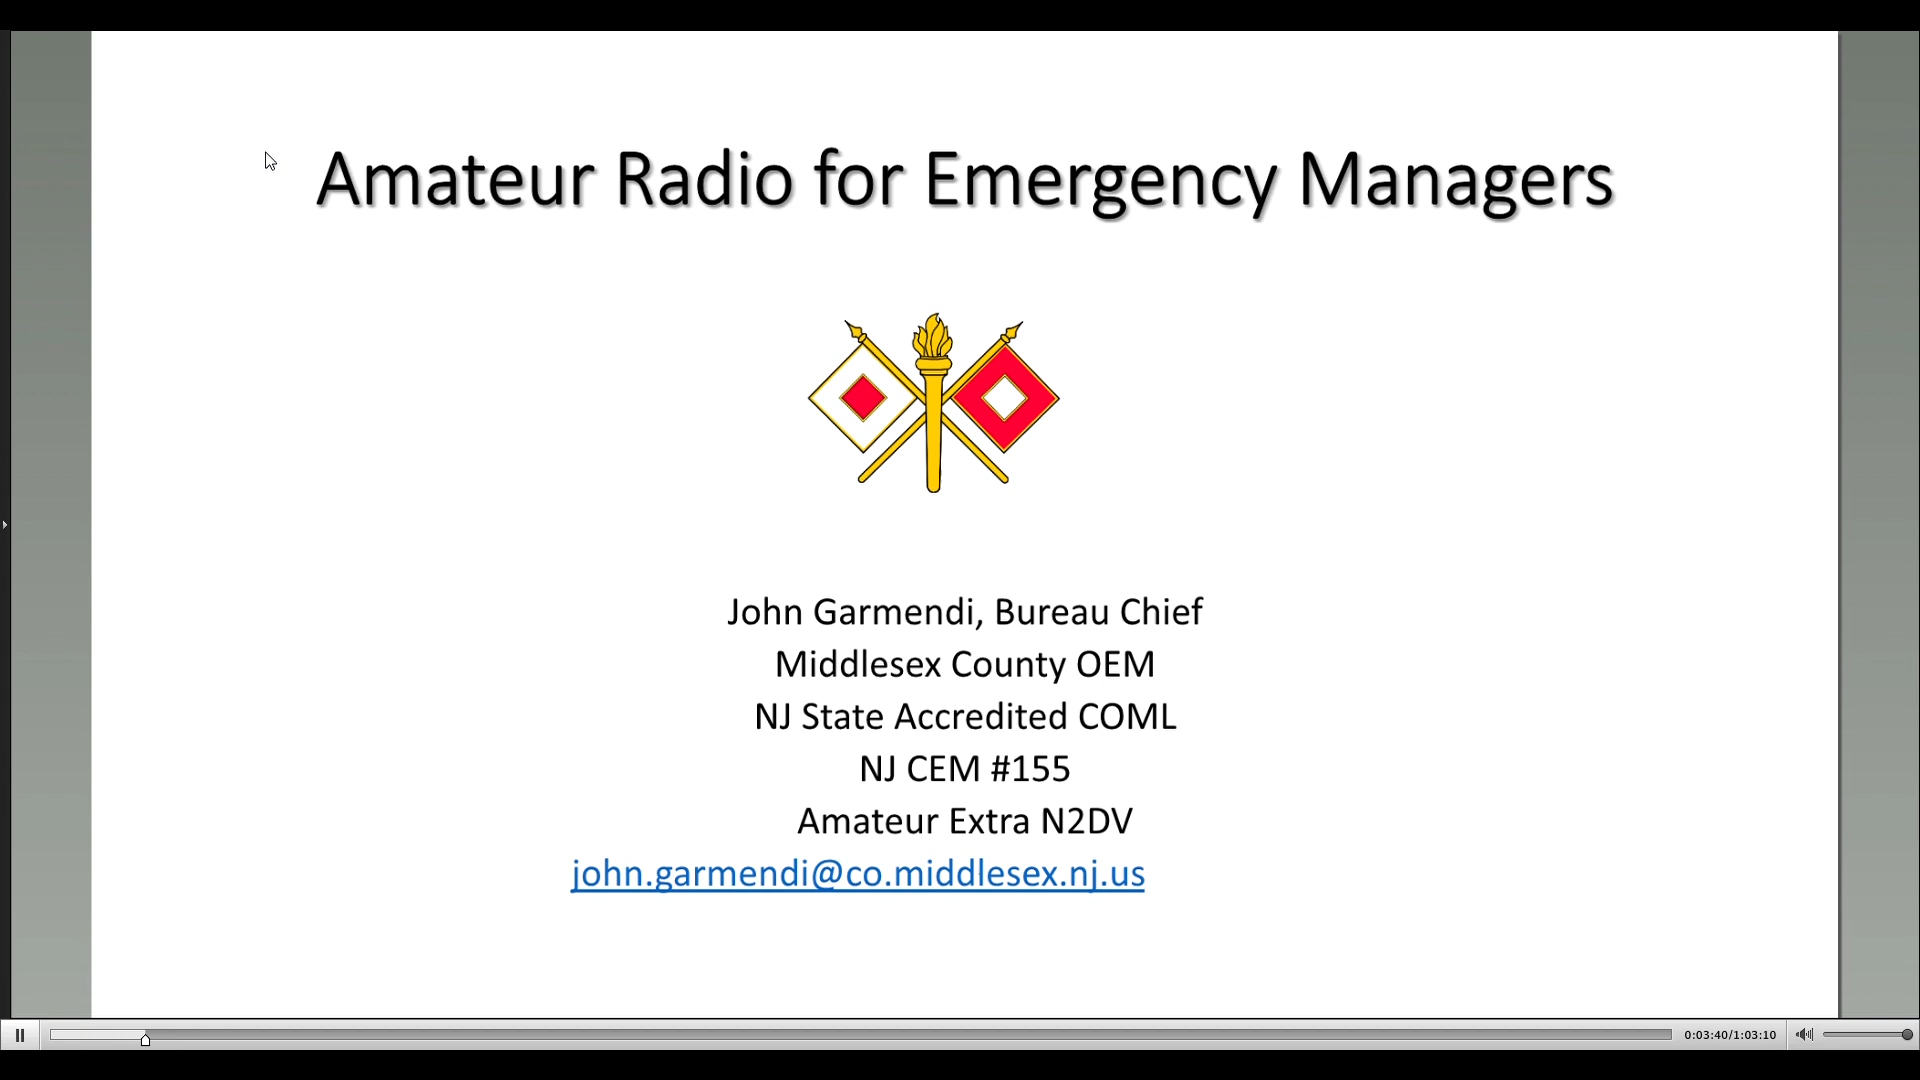 Amateur Radio for Emergency Managers
John Garmendi, Bureau Chief
Middlesex County OEM
NJ State Accredited COML
NJ CEM #155
Amateur Extra N2DV
john.garmendi@co.middlesex.nj.us
0:03:40/1:03:10